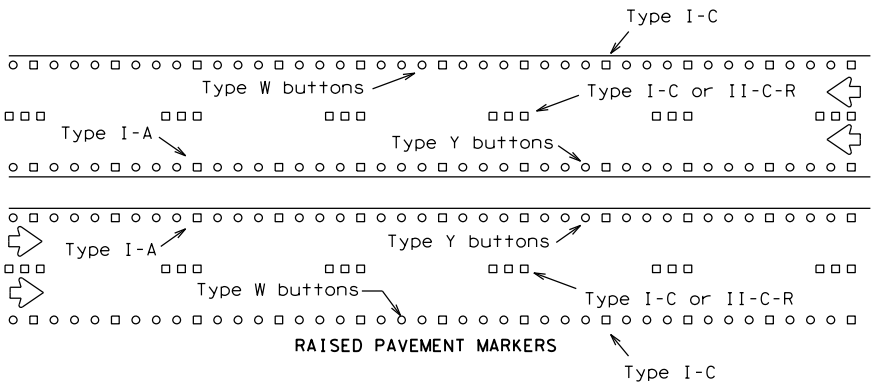 Type I-C
Type W buttons
Type I-C or II-C-R
Type I-A
Type Y buttons
Type I-A
Type Y buttons
Type W buttons
Type I-C or II-C-R
RAISED PAVEMENT MARKERS
Type I-C